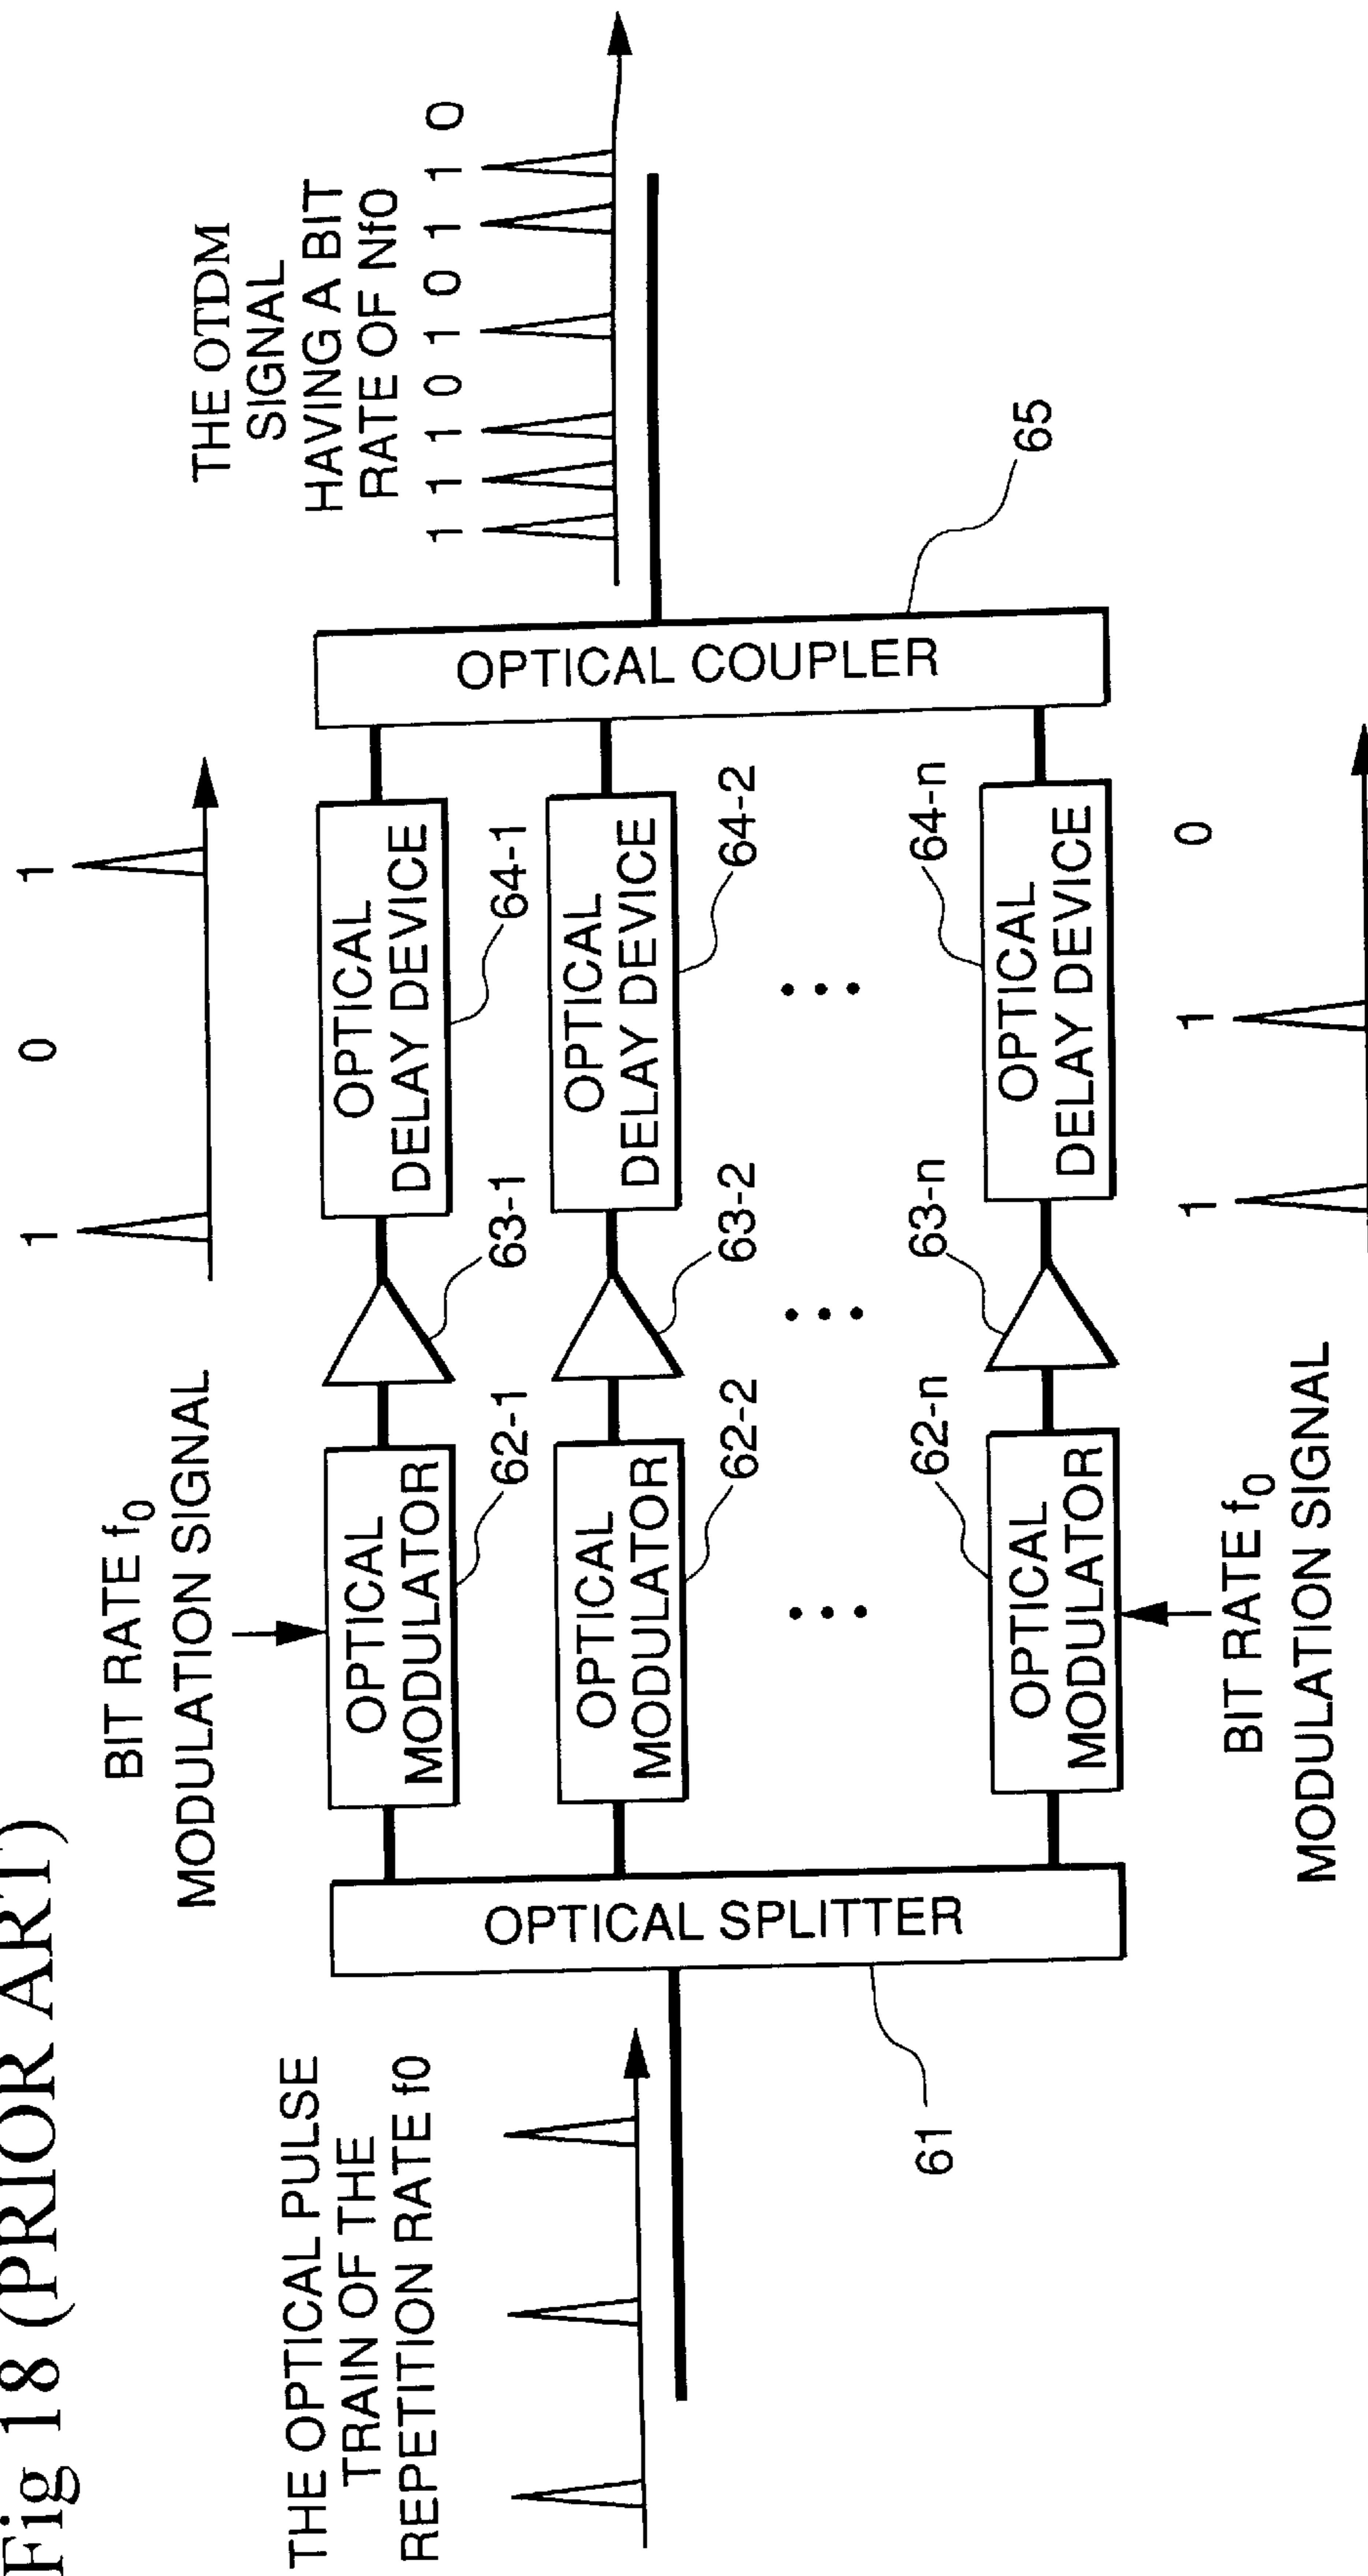 Fig 18 (PRIOR ART)
THE OPTICAL PULSE
TRAIN OF THE
REPETITION RATE f0
61
OPTICAL SPLITTER
BIT RATE f0
MODULATION SIGNAL
1 0 1
OPTICAL
MODULATOR
62-1
63-1
OPTICAL
DELAY DEVICE
64-1
OPTICAL
MODULATOR
62-2
63-2
OPTICAL
DELAY DEVICE
64-2
OPTICAL
MODULATOR
62-n
63-n
OPTICAL
DELAY DEVICE
64-n
BIT RATE f0
MODULATION SIGNAL
1 1 0
OPTICAL COUPLER
65
THE OTDM
SIGNAL
HAVING A BIT
RATE OF Nf0
1 1 1 0 1 0 1 1 0